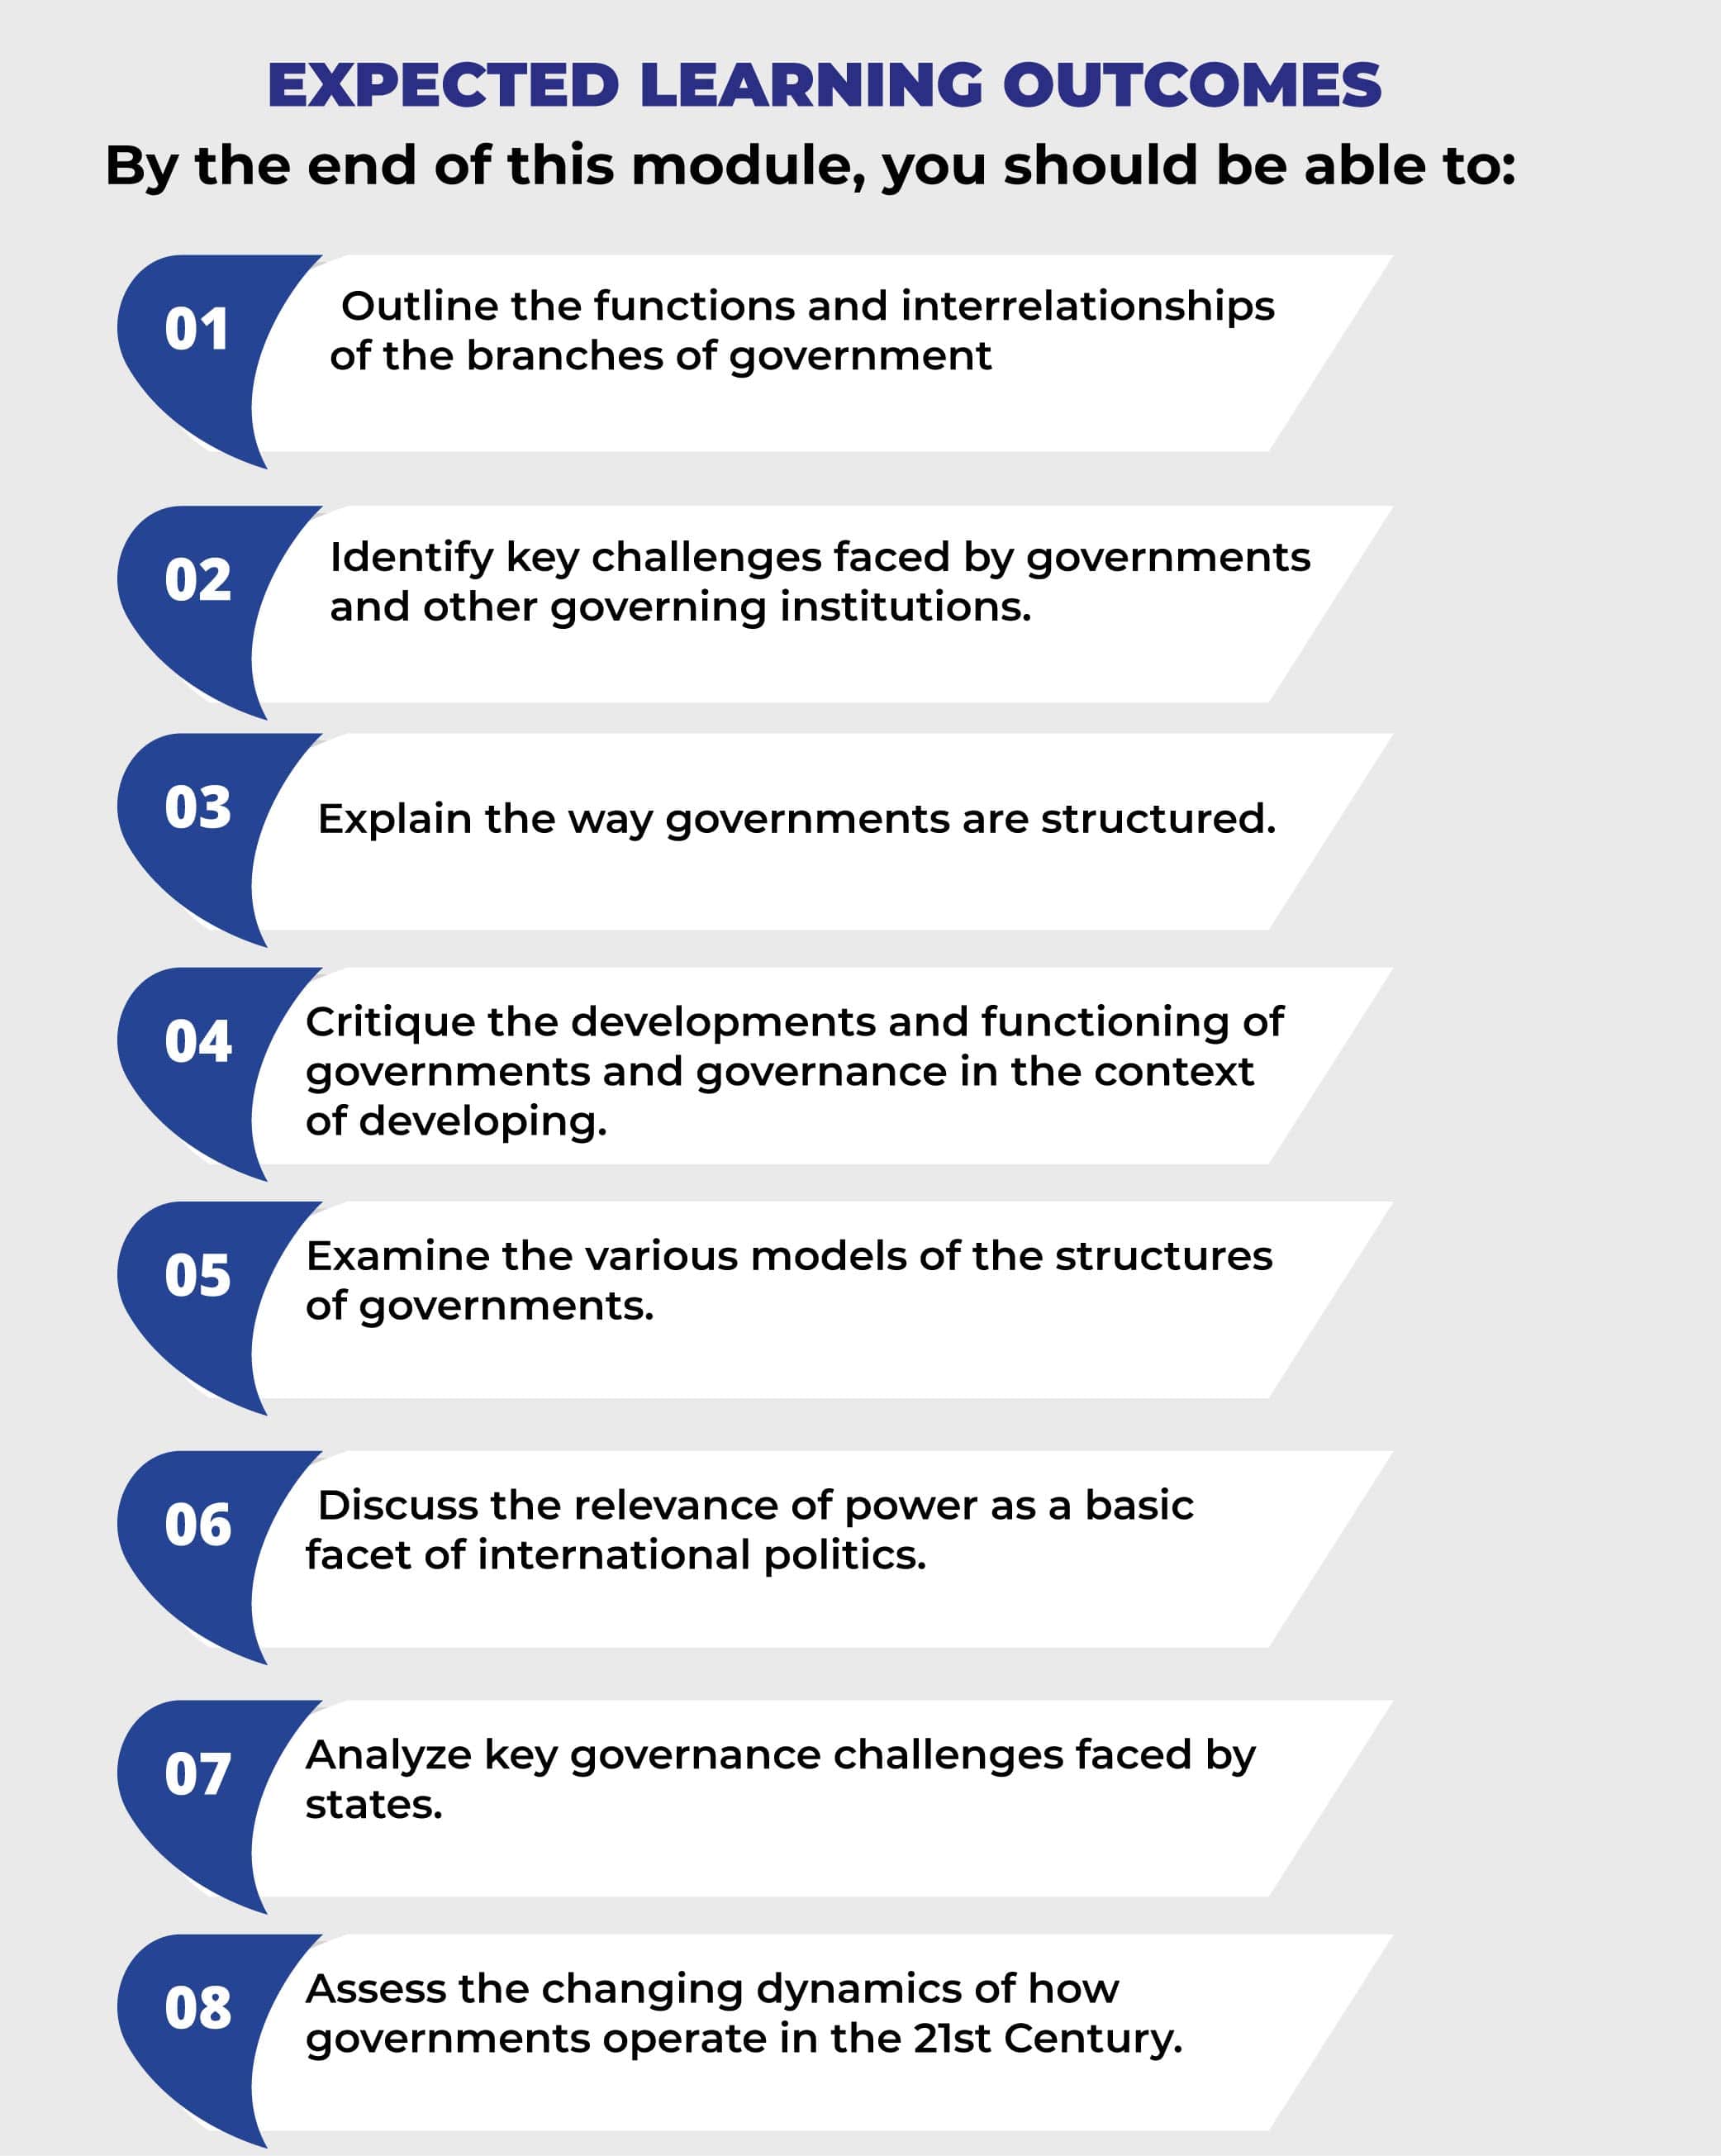 EXPECTED LEARNING OUTCOMES
By the end of this module, you should be able to:
01
Outline the functions and interrelationships
of the branches of government
02
Identify key challenges faced by governments
and other governing institutions.
03
Explain the way governments are structured.
04
Critique the developments and functioning of
governments and governance in the context
of developing.
05
Examine the various models of the structures
of governments.
06
Discuss the relevance of power as a basic
facet of international politics.
07
Analyze key governance challenges faced by
states.
08
Assess the changing dynamics of how
governments operate in the 21st Century.